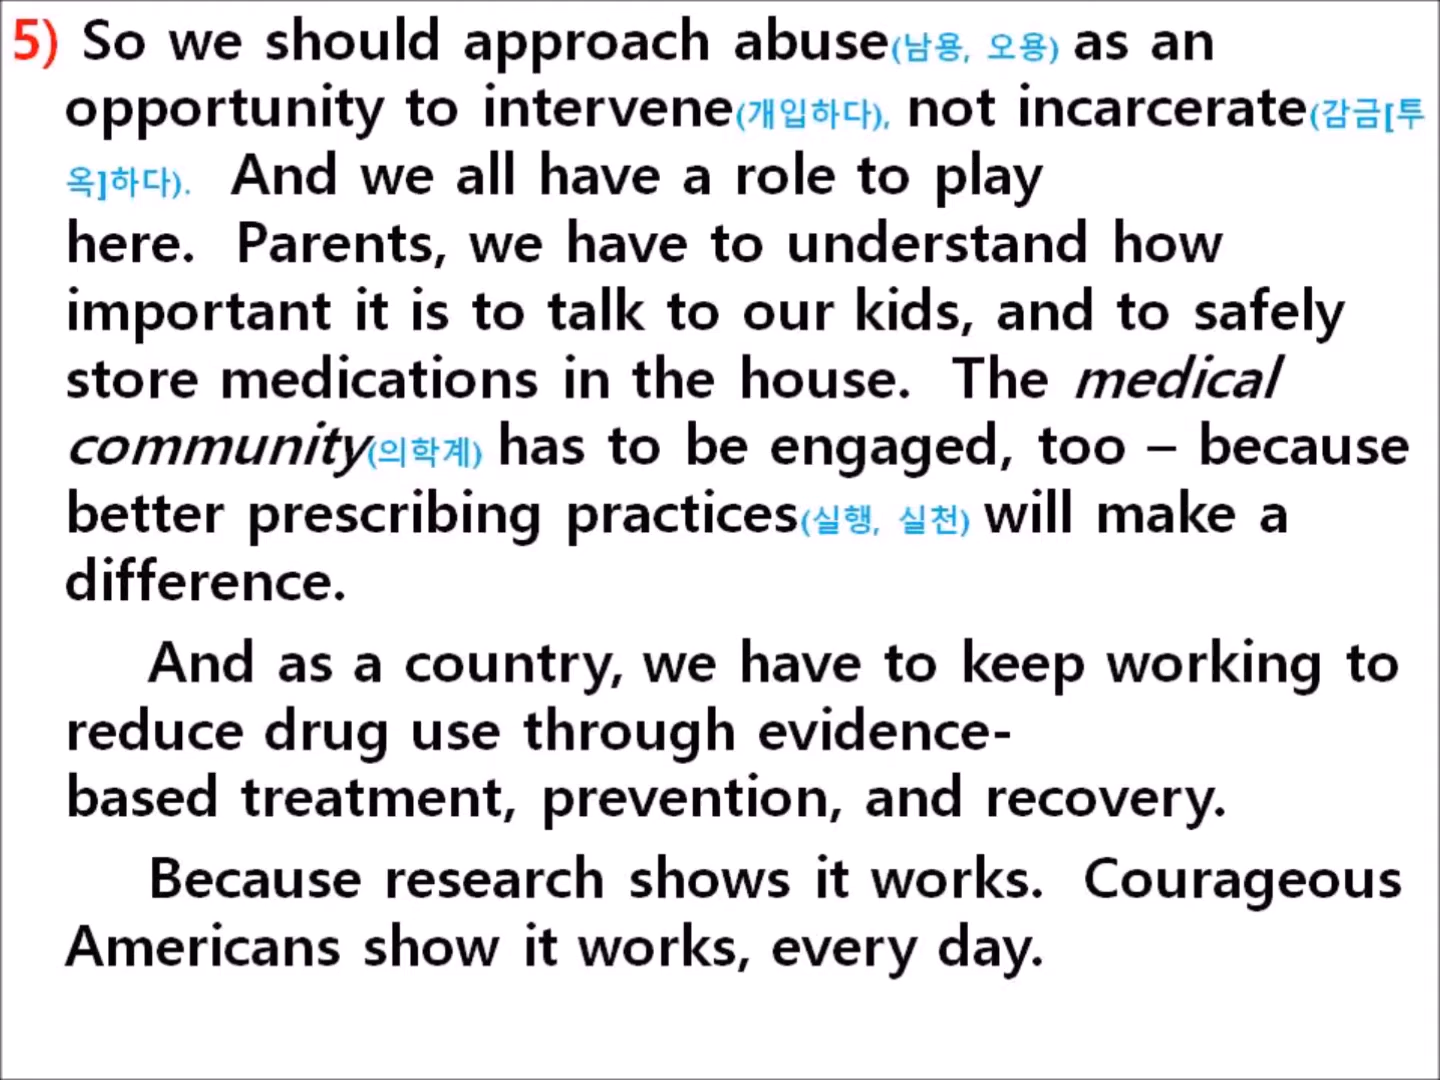 5) So we should approach abuse(남용, 오용) as an
opportunity to intervene(개입하다), not incarcerate(감금[투
옥]하다).  And we all have a role to play
here.  Parents, we have to understand how
important it is to talk to our kids, and to safely
store medications in the house.  The medical
community(의학계) has to be engaged, too – because
better prescribing practices(실행, 실천) will make a
difference.
And as a country, we have to keep working to
reduce drug use through evidence-
based treatment, prevention, and recovery.
Because research shows it works.  Courageous
Americans show it works, every day.